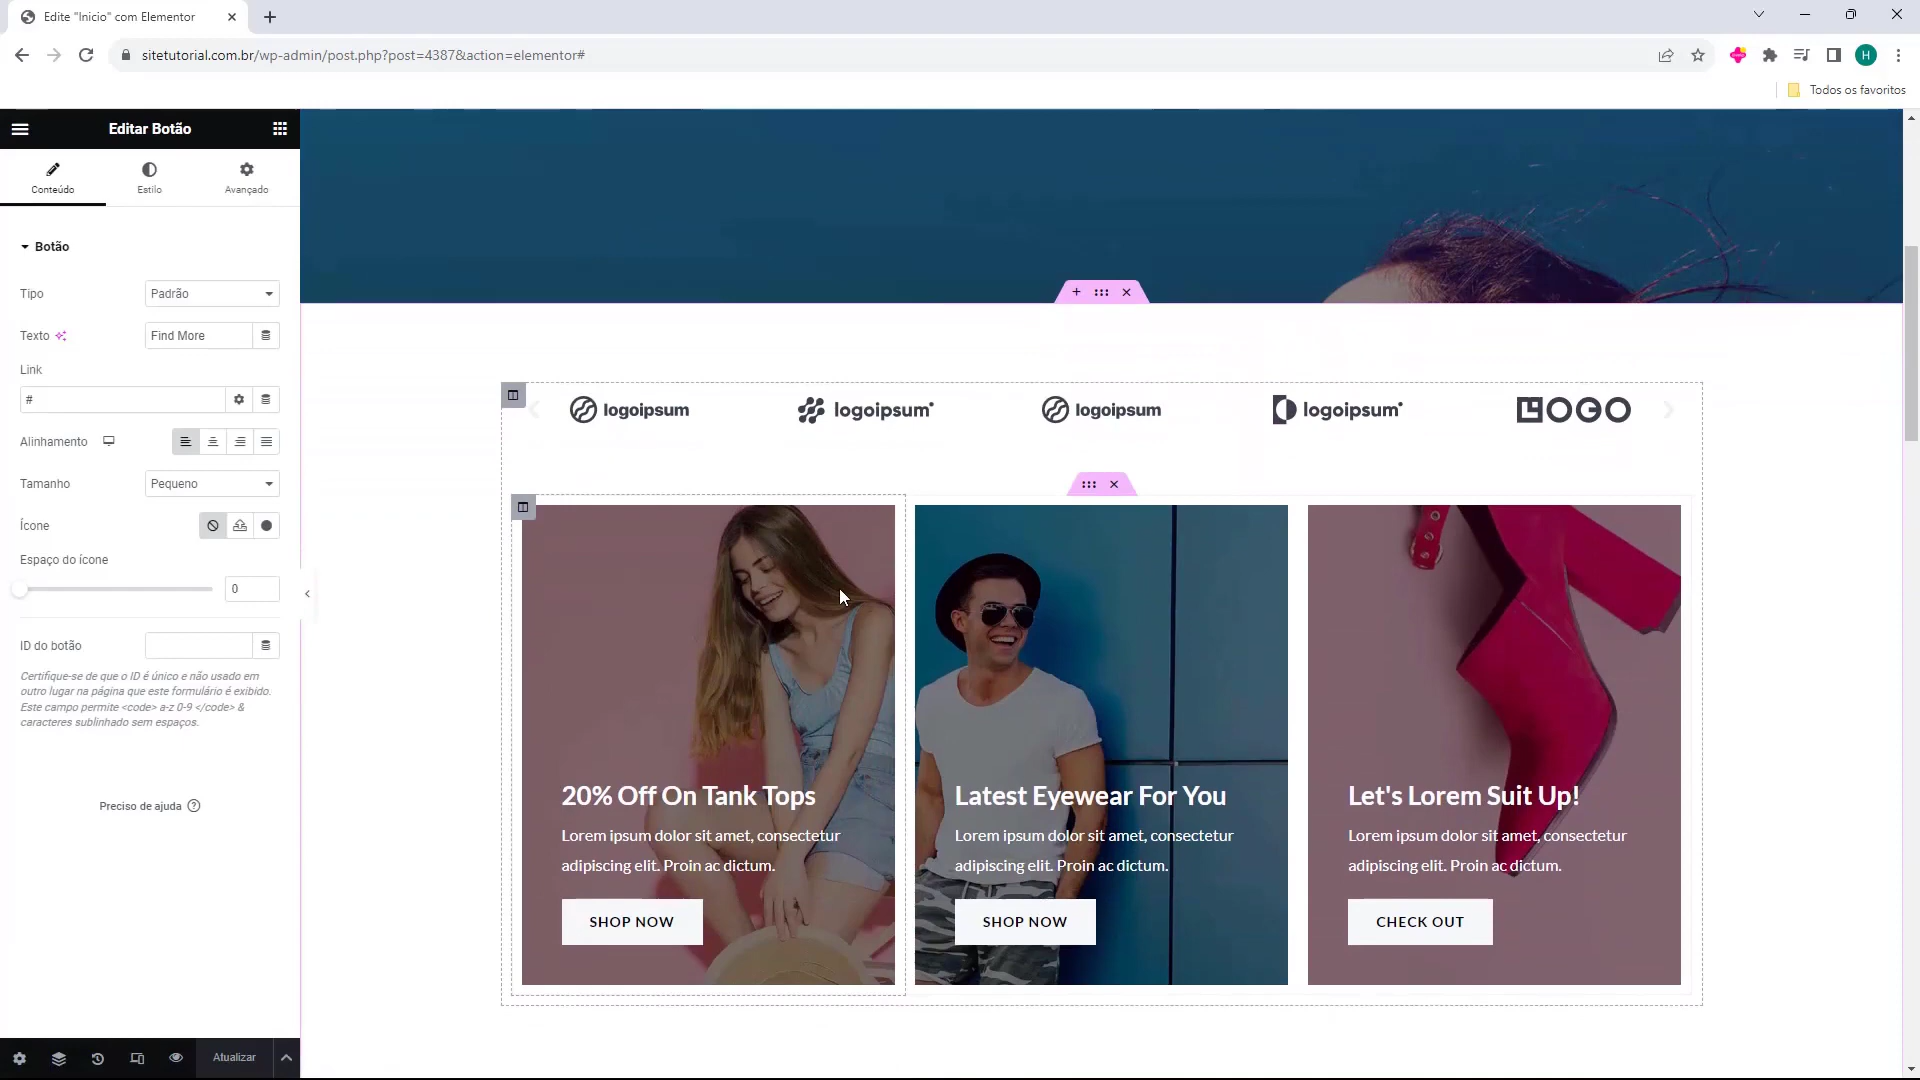 Edite "Inicio" com Elementor
sitetutorial.com.br/wp-admin/post.php?post=4387&action=elementor#
H
Todos os favoritos
Editar Botão
Conteúdo
Estilo
Avançado
Botão
Tipo
Padrão
Texto
Find More
Link
#
Alinhamento
Tamanho
Pequeno
Ícone
Espaço do ícone
0
ID do botão
Certifique-se de que o ID é único e não usado em
outro lugar na página que este formulário é exibido.
Este campo permite <code> a-z 0-9 </code> &
caracteres sublinhado sem espaços.
Preciso de ajuda
Atualizar
logoipsum
logoipsum
logoipsum
logoipsum
LOGO
20% Off On Tank Tops
Lorem ipsum dolor sit amet, consectetur
adipiscing elit. Proin ac dictum.
SHOP NOW
Latest Eyewear For You
Lorem ipsum dolor sit amet, consectetur
adipiscing elit. Proin ac dictum.
SHOP NOW
Let's Lorem Suit Up!
Lorem ipsum dolor sit amet, consectetur
adipiscing elit. Proin ac dictum.
CHECK OUT